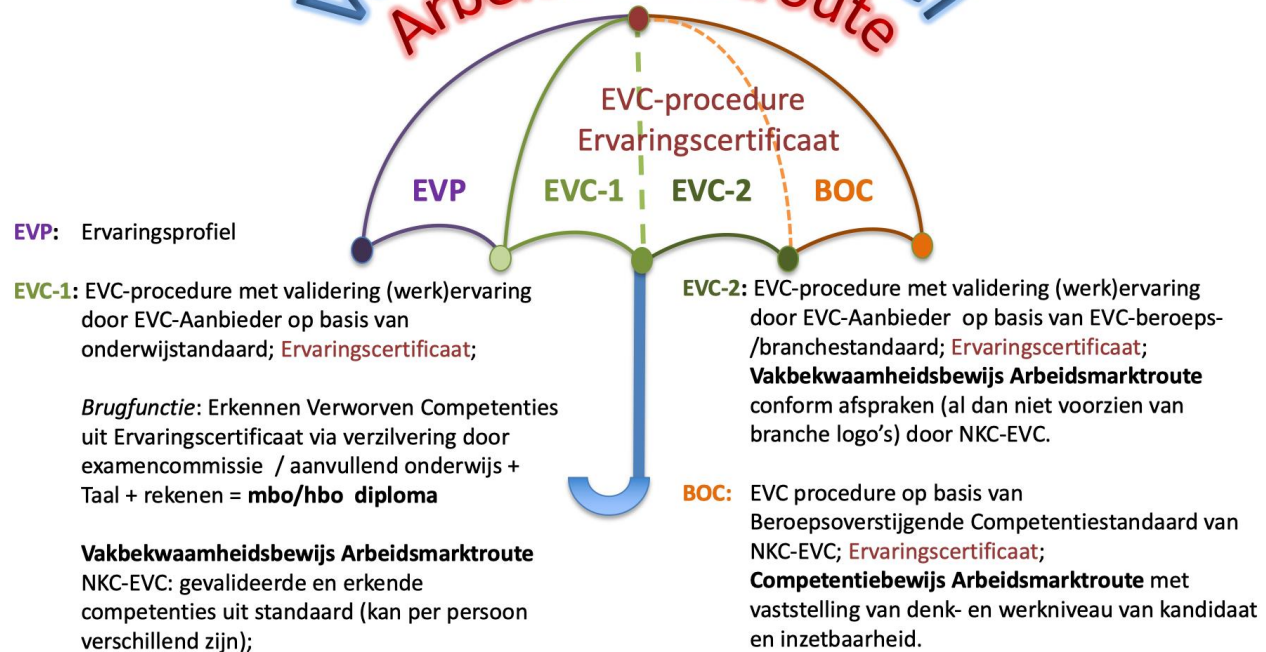 EVC-procedure
Ervaringscertificaat
EVP
EVC-1
EVC-2
BOC
EVP: Ervaringsprofiel
EVC-1: EVC-procedure met validering (werk)ervaring
door EVC-Aanbieder op basis van
onderwijstandaard; Ervaringscertificaat;
Brugfunctie: Erkennen Verworven Competenties
uit Ervaringscertificaat via verzilvering door
examencommissie / aanvullend onderwijs +
Taal + rekenen = mbo/hbo diploma
Vakbekwaamheidsbewijs Arbeidsmarktroute
NKC-EVC: gevalideerde en erkende
competenties uit standaard (kan per persoon
verschillend zijn);
EVC-2: EVC-procedure met validering (werk)ervaring
door EVC-Aanbieder op basis van EVC-beroeps-
/branchestandaard; Ervaringscertificaat;
Vakbekwaamheidsbewijs Arbeidsmarktroute
conform afspraken (al dan niet voorzien van
branche logo’s) door NKC-EVC.
BOC: EVC procedure op basis van
Beroepsoverstijgende Competentiestandaard van
NKC-EVC; Ervaringscertificaat;
Competentiebewijs Arbeidsmarktroute met
vaststelling van denk- en werkniveau van kandidaat
en inzetbaarheid.